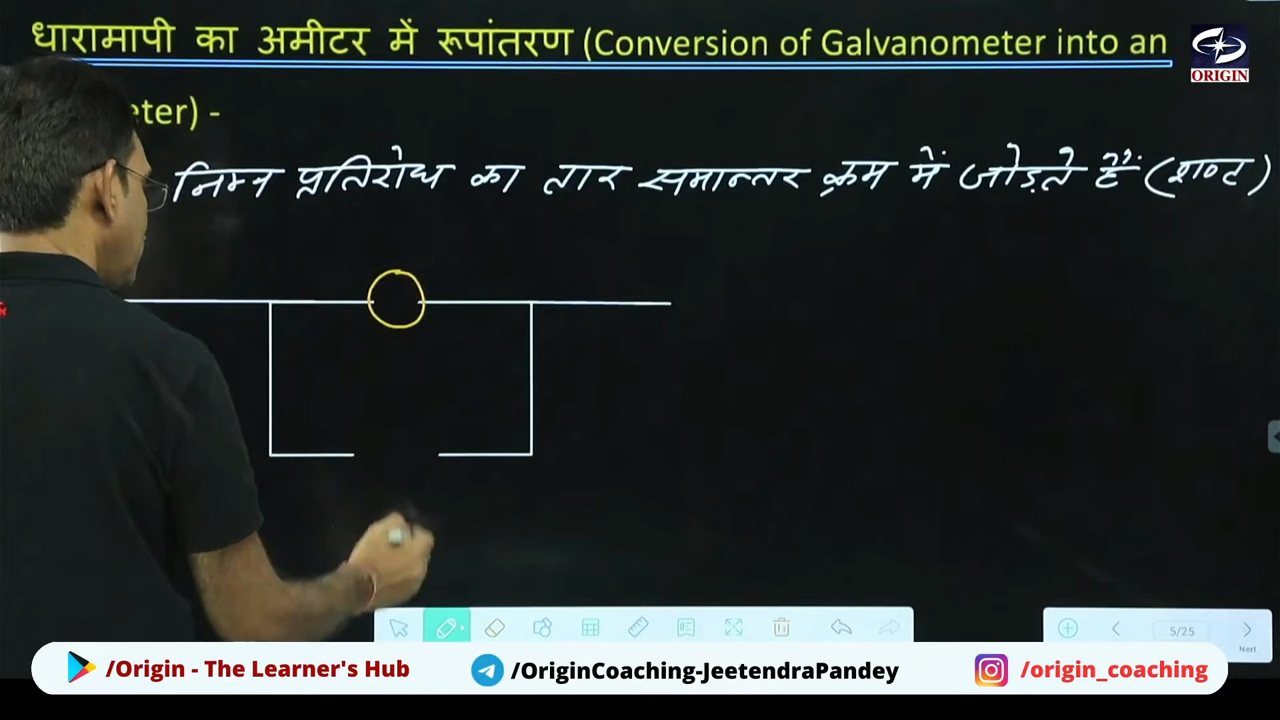 धारामापी का अमीटर में रूपांतरण (Conversion of Galvanometer into an
eter) -
ORIGIN
निम्न प्रतिरोध का तार समान्तर क्रम में जोड़ते हैं (शण्ट)
5/25
Next
/Origin - The Learner's Hub
/OriginCoaching-JeetendraPandey
/origin_coaching